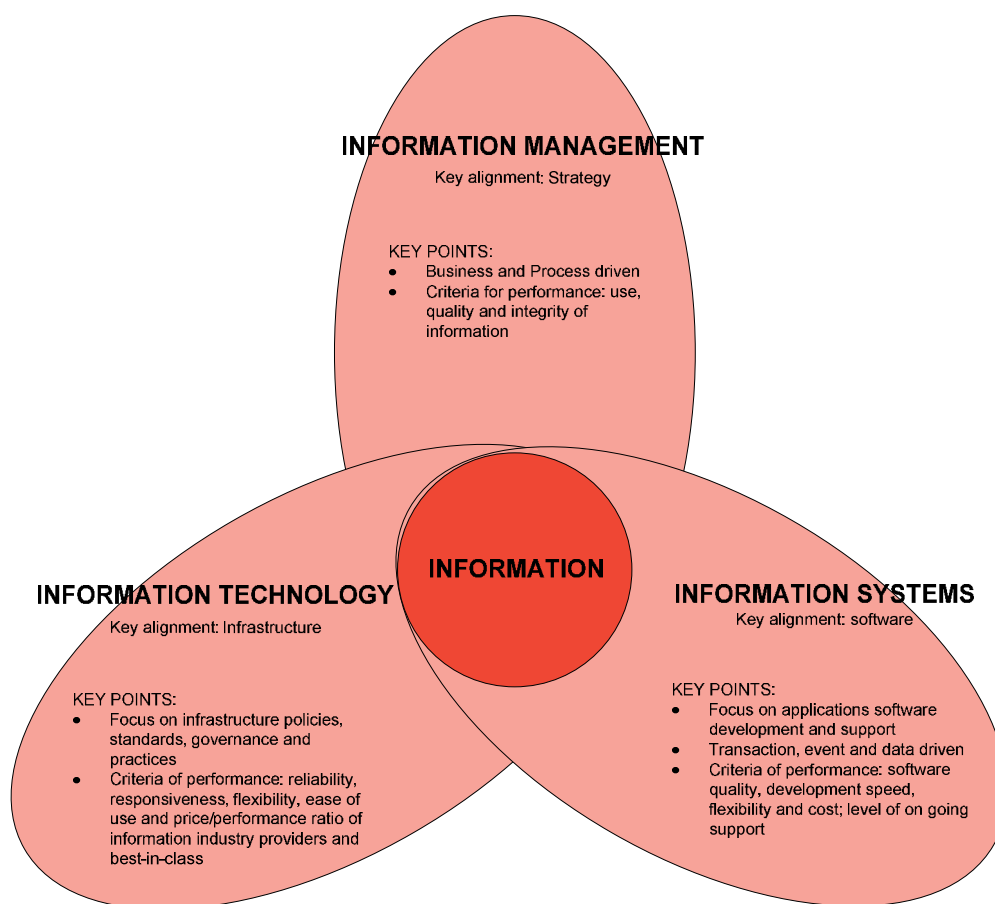 INFORMATION MANAGEMENT
Key alignment: Strategy
KEY POINTS:
• Business and Process driven
• Criteria for performance: use,
quality and integrity of
information
INFORMATION
INFORMATION TECHNOLOGY
Key alignment: Infrastructure
KEY POINTS:
• Focus on infrastructure policies,
standards, governance and
practices
• Criteria of performance: reliability,
responsiveness, flexibility, ease of
use and price/performance ratio of
information industry providers and
best-in-class
INFORMATION SYSTEMS
Key alignment: software
KEY POINTS:
• Focus on applications software
development and support
• Transaction, event and data driven
• Criteria of performance: software
quality, development speed,
flexibility and cost; level of on going
support